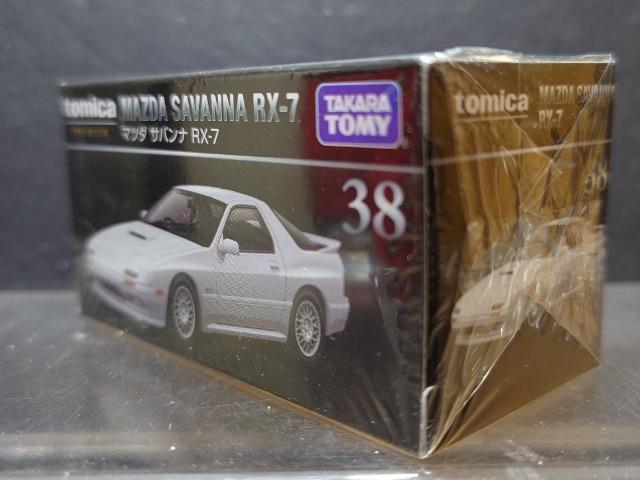 tomica
PREMIUM
MAZDA SAVANNA RX-7
マツダ サバンナ RX-7
TAKARA
TOMY
38
tomica
MAZDA SAVANNA
RX-7
38